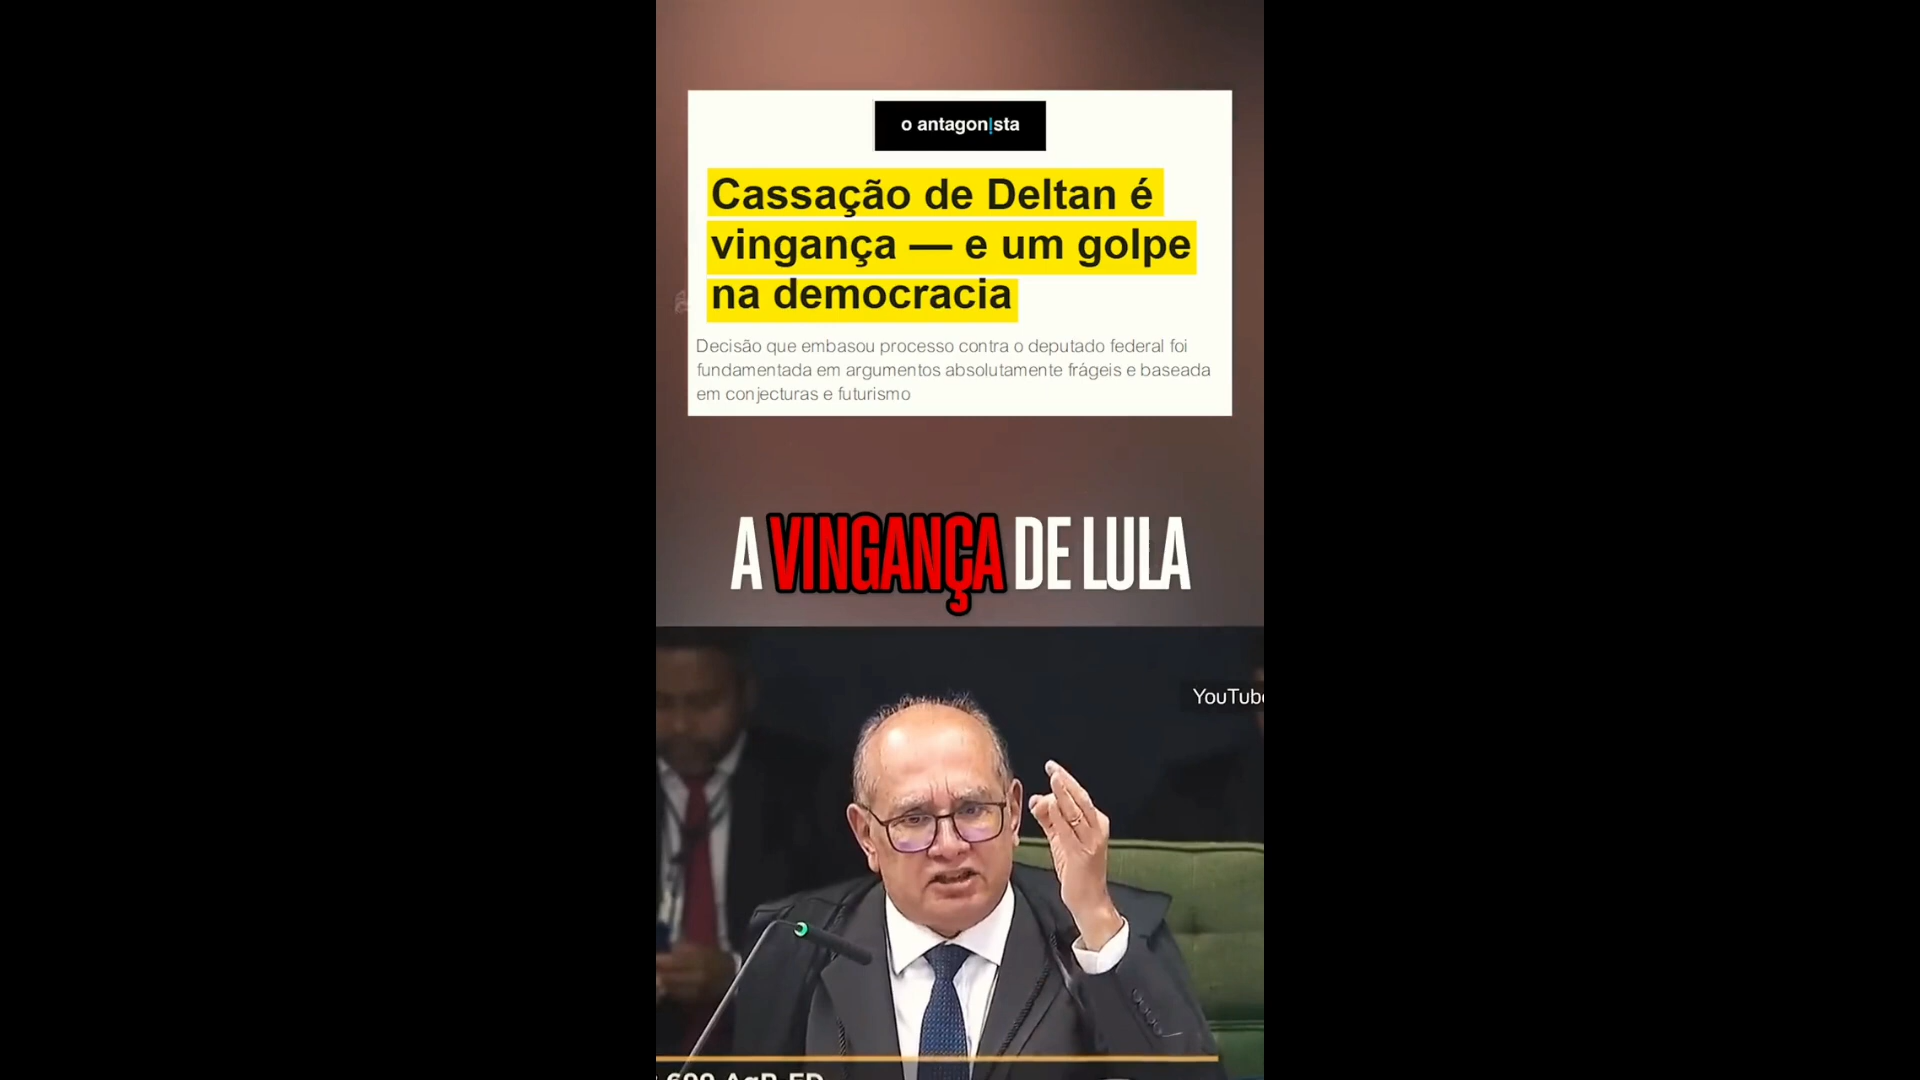 o antagonista
Cassação de Deltan é
vingança — e um golpe
na democracia
Decisão que embasou processo contra o deputado federal foi
fundamentada em argumentos absolutamente frágeis e baseada
em conjecturas e futurismo
A VINGANÇA DE LULA
YouTube